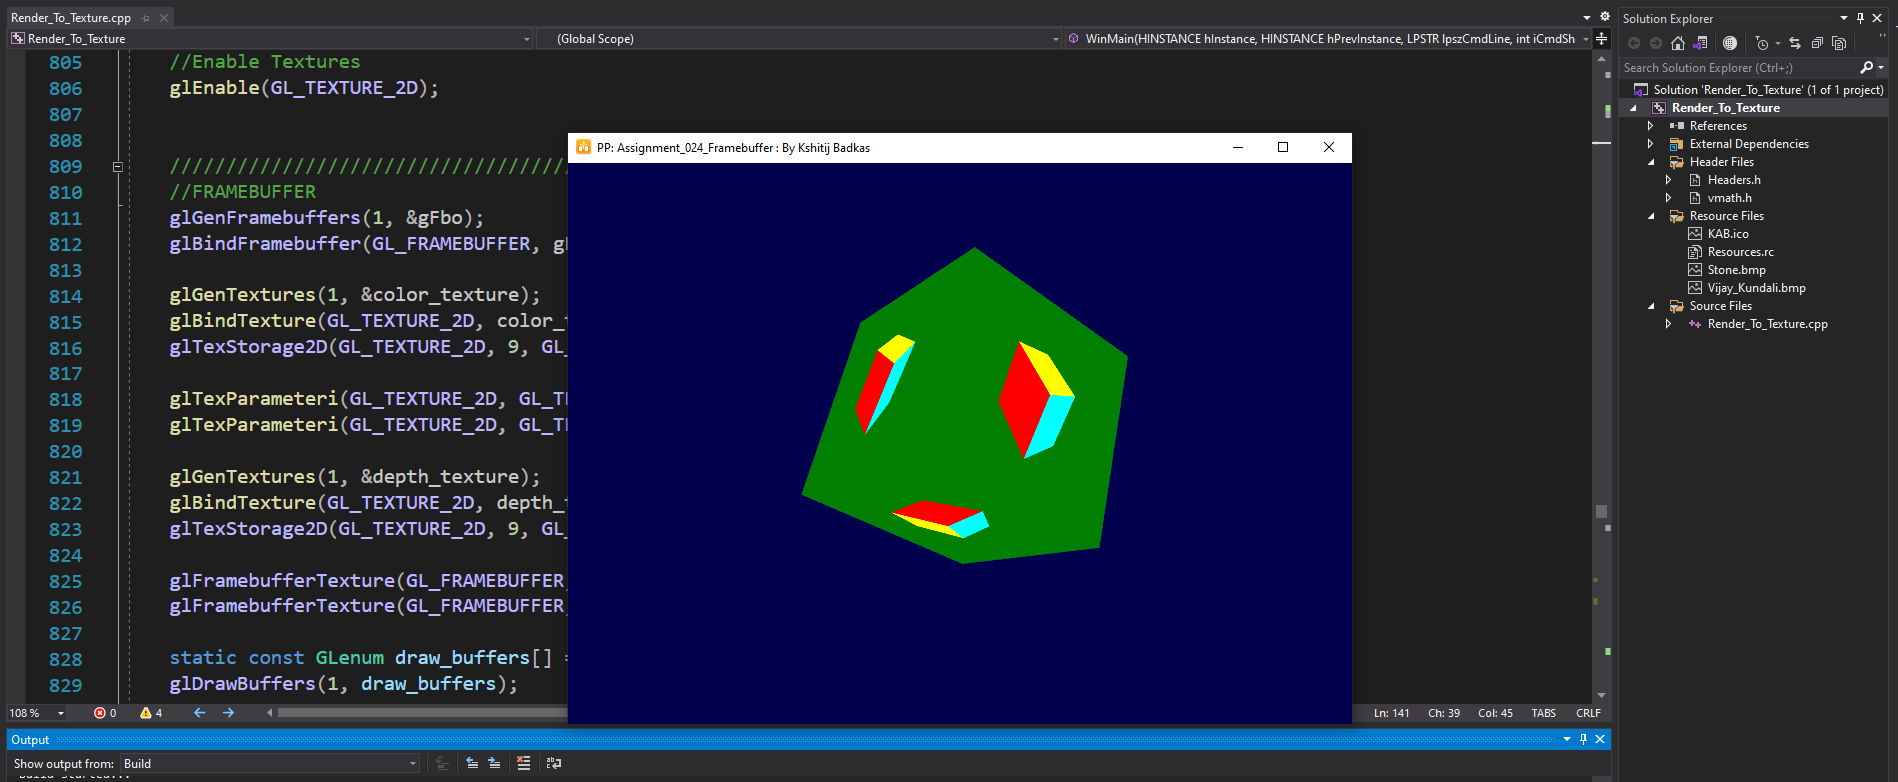 Render_To_Texture.cpp
Render_To_Texture
(Global Scope)
WinMain(HINSTANCE hInstance, HINSTANCE hPrevInstance, LPSTR lpszCmdLine, int iCmdSh
805 //Enable Textures
806 glEnable(GL_TEXTURE_2D);
807
808
809 ///////////////////////////////////
810 //FRAMEBUFFER
811 glGenFramebuffers(1, &gFbo);
812 glBindFramebuffer(GL_FRAMEBUFFER, g
813
814 glGenTextures(1, &color_texture);
815 glBindTexture(GL_TEXTURE_2D, color_
816 glTexStorage2D(GL_TEXTURE_2D, 9, GL_
817
818 glTexParameteri(GL_TEXTURE_2D, GL_T
819 glTexParameteri(GL_TEXTURE_2D, GL_T
820
821 glGenTextures(1, &depth_texture);
822 glBindTexture(GL_TEXTURE_2D, depth_
823 glTexStorage2D(GL_TEXTURE_2D, 9, GL_
824
825 glFramebufferTexture(GL_FRAMEBUFFER,
826 glFramebufferTexture(GL_FRAMEBUFFER,
827
828 static const GLenum draw_buffers[] =
829 glDrawBuffers(1, draw_buffers);
PP: Assignment_024_Framebuffer : By Kshitij Badkas
108 %
0
4
Ln: 141 Ch: 39 Col: 45 TABS CRLF
Output
Show output from: Build
Build started...
Solution Explorer
Search Solution Explorer (Ctrl+;)
Solution 'Render_To_Texture' (1 of 1 project)
Render_To_Texture
References
External Dependencies
Header Files
Headers.h
vmath.h
Resource Files
KAB.ico
Resources.rc
Stone.bmp
Vijay_Kundali.bmp
Source Files
Render_To_Texture.cpp